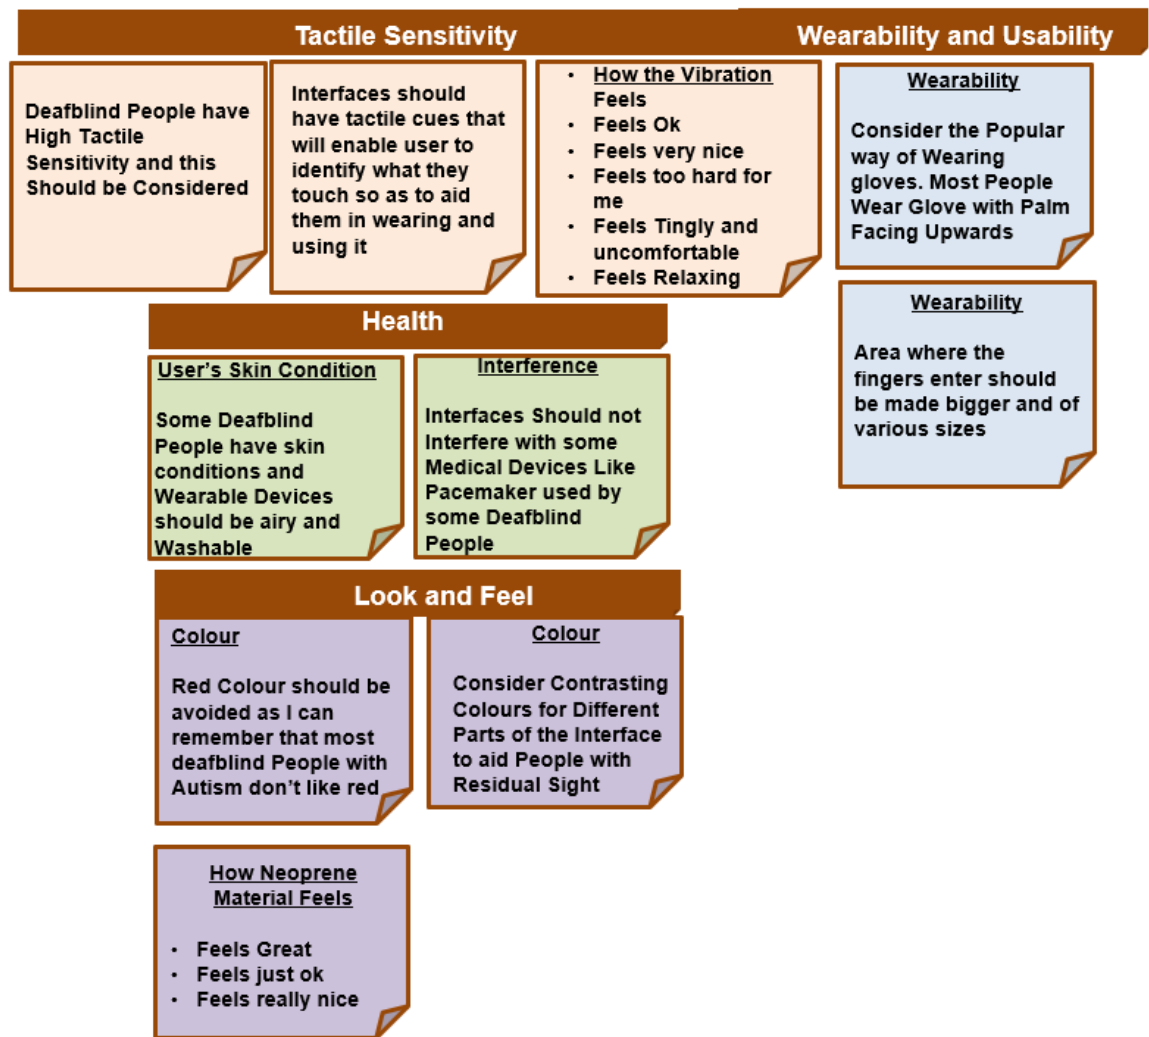 Tactile Sensitivity
Wearability and Usability
Deafblind People have
High Tactile
Sensitivity and this
Should be Considered
Interfaces should
have tactile cues that
will enable user to
identify what they
touch so as to aid
them in wearing and
using it
• How the Vibration
Feels
• Feels Ok
• Feels very nice
• Feels too hard for
me
• Feels Tingly and
uncomfortable
• Feels Relaxing
Wearability
Consider the Popular
way of Wearing
gloves. Most People
Wear Glove with Palm
Facing Upwards
Wearability
Area where the
fingers enter should
be made bigger and of
various sizes
Health
User's Skin Condition
Some Deafblind
People have skin
conditions and
Wearable Devices
should be airy and
Washable
Interference
Interfaces Should not
Interfere with some
Medical Devices Like
Pacemaker used by
some Deafblind
People
Look and Feel
Colour
Red Colour should be
avoided as I can
remember that most
deafblind People with
Autism don't like red
Colour
Consider Contrasting
Colours for Different
Parts of the Interface
to aid People with
Residual Sight
How Neoprene
Material Feels
• Feels Great
• Feels just ok
• Feels really nice